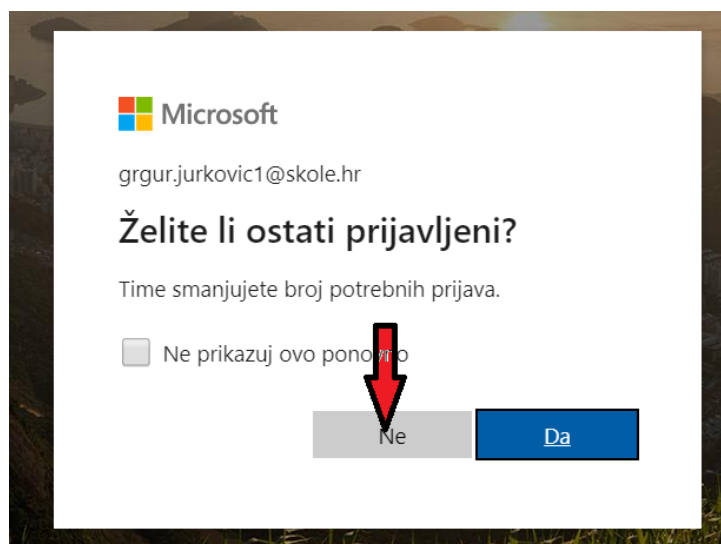 Microsoft
grgur.jurkovic1@skole.hr
Želite li ostati prijavljeni?
Time smanjujete broj potrebnih prijava.
Ne prikazuj ovo ponovno
Ne Da